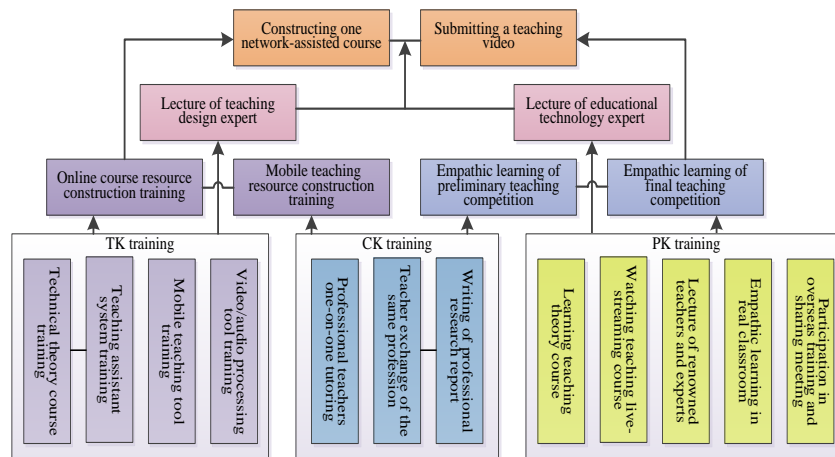 Constructing one
network-assisted course
Submitting a teaching
video
Lecture of teaching
design expert
Lecture of educational
technology expert
Online course resource
construction training
Mobile teaching
resource construction
training
Empathic learning of
preliminary teaching
competition
Empathic learning of
final teaching
competition
TK training
CK training
PK training
Technical theory course
training
Teaching assistant
system training
Mobile teaching tool
training
Video/audio processing
tool training
Professional teachers
one-on-one tutoring
Teacher exchange of the
same profession
Writing of professional
research report
Learning teaching
theory course
Watching teaching live-
streaming course
Lecture of renowned
teachers and experts
Empathic learning in
real classroom
Participation in
overseas training and
sharing meeting